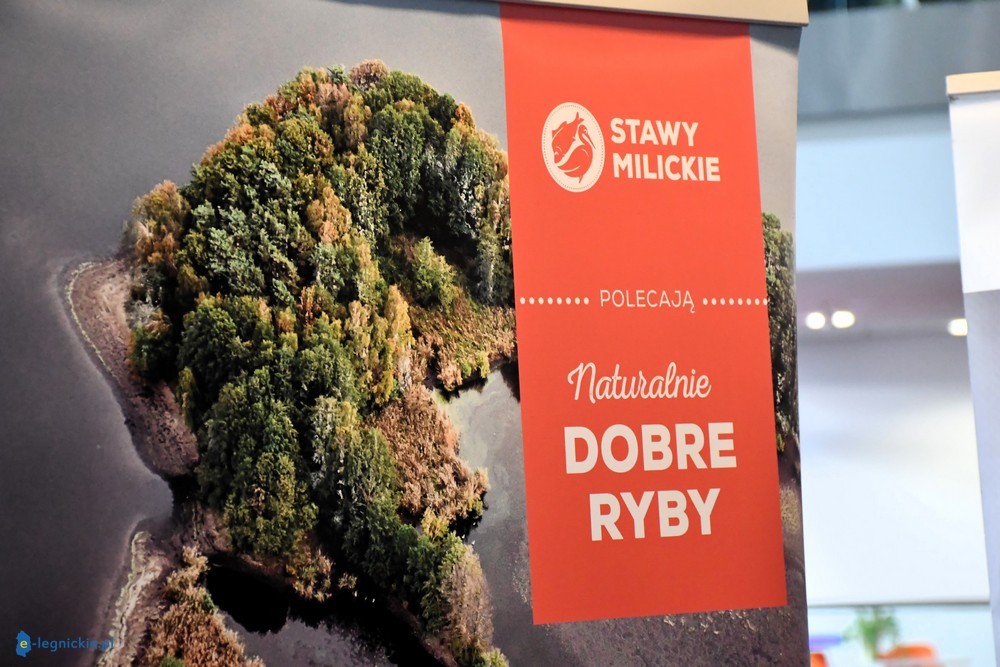 STAWY
MILICKIE
POLECAJĄ
Naturalnie
DOBRE
RYBY
e-legnickie.pl